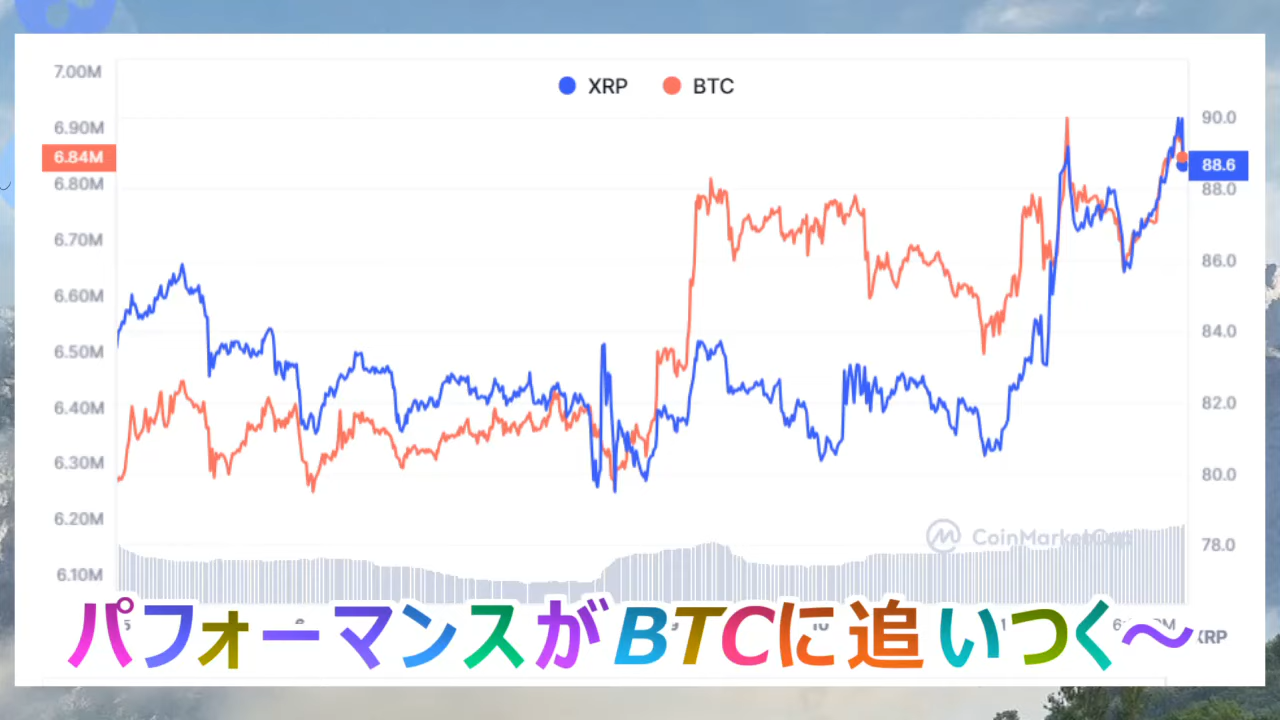 XRP BTC
7.00M
6.90M 90.0
6.84M 88.6
6.80M 88.0
6.70M
6.60M 86.0
6.50M 84.0
6.40M 82.0
6.30M 80.0
6.20M
CoinMarketCap
6.10M 78.0
パフォーマンスがBTCに追いつく〜